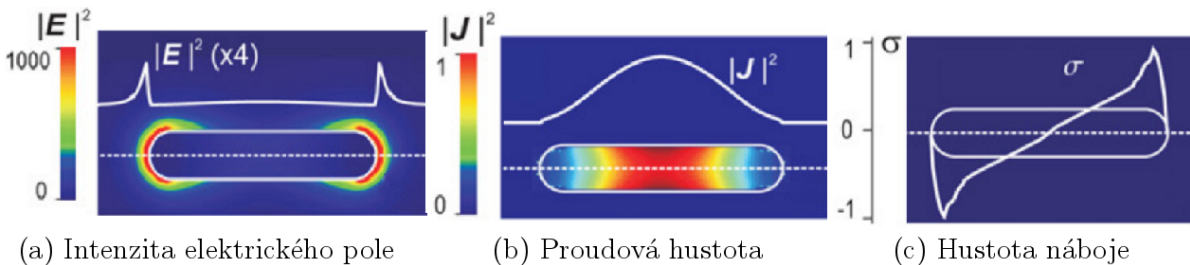 |E|²
1000
0
|E|² (x4)
|J|²
1
0
|J|²
σ
1
0
-1
σ
(a) Intenzita elektrického pole
(b) Proudová hustota
(c) Hustota náboje